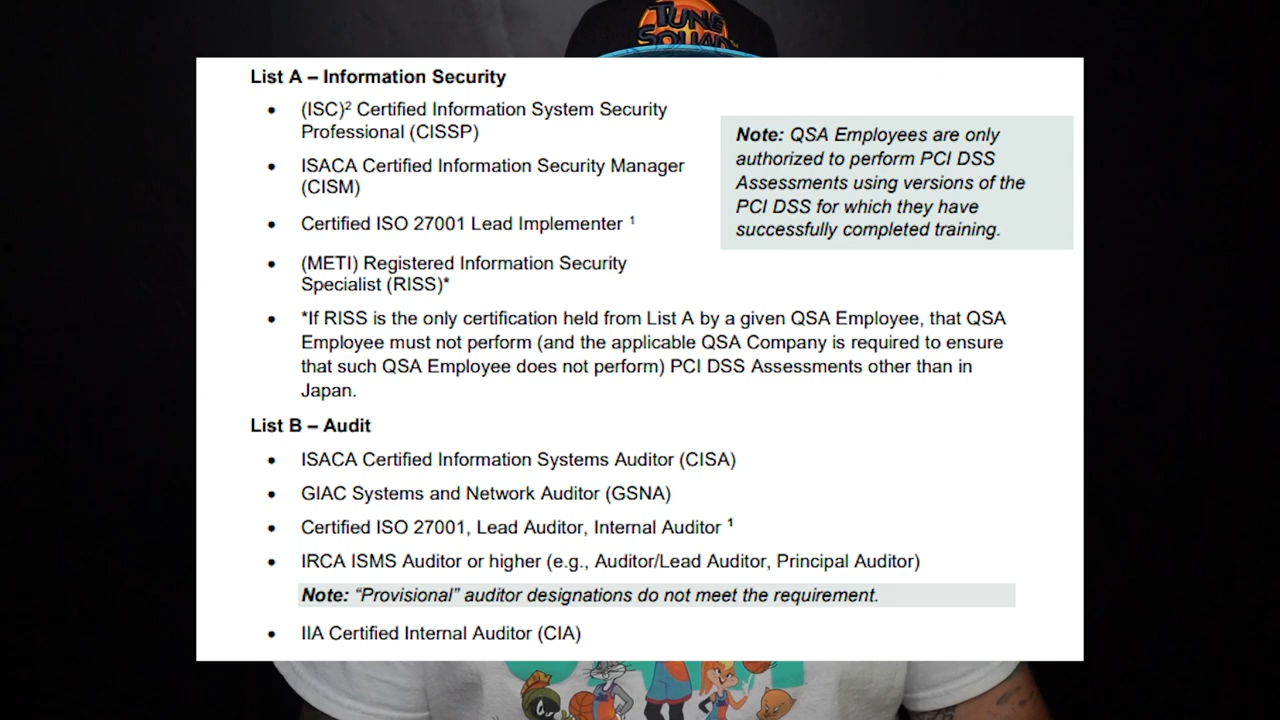 TUNE
SQUAD
List A – Information Security
• (ISC)² Certified Information System Security
Professional (CISSP)
• ISACA Certified Information Security Manager
(CISM)
• Certified ISO 27001 Lead Implementer ¹
• (METI) Registered Information Security
Specialist (RISS)*
Note: QSA Employees are only
authorized to perform PCI DSS
Assessments using versions of the
PCI DSS for which they have
successfully completed training.
• *If RISS is the only certification held from List A by a given QSA Employee, that QSA
Employee must not perform (and the applicable QSA Company is required to ensure
that such QSA Employee does not perform) PCI DSS Assessments other than in
Japan.
List B – Audit
• ISACA Certified Information Systems Auditor (CISA)
• GIAC Systems and Network Auditor (GSNA)
• Certified ISO 27001, Lead Auditor, Internal Auditor ¹
• IRCA ISMS Auditor or higher (e.g., Auditor/Lead Auditor, Principal Auditor)
Note: “Provisional” auditor designations do not meet the requirement.
• IIA Certified Internal Auditor (CIA)